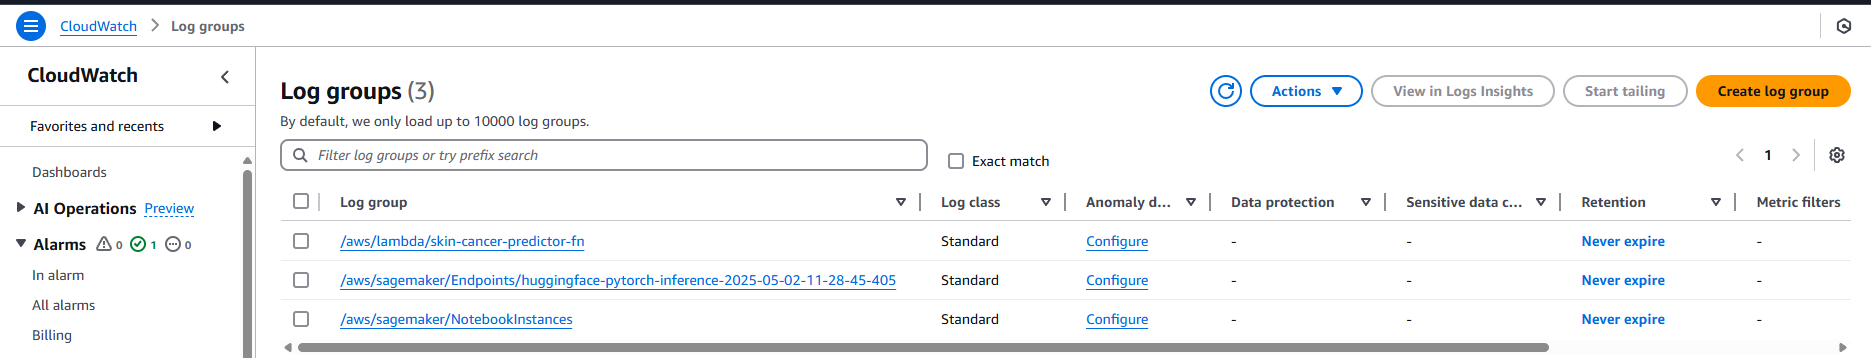 CloudWatch > Log groups
CloudWatch
Favorites and recents
Dashboards
AI Operations Preview
Alarms 0 1 0
In alarm
All alarms
Billing
Log groups (3)
Actions View in Logs Insights Start tailing Create log group
By default, we only load up to 10000 log groups.
Filter log groups or try prefix search
Exact match
1
Log group Log class Anomaly d... Data protection Sensitive data c... Retention Metric filters
/aws/lambda/skin-cancer-predictor-fn Standard Configure - - Never expire -
/aws/sagemaker/Endpoints/huggingface-pytorch-inference-2025-05-02-11-28-45-405 Standard Configure - - Never expire -
/aws/sagemaker/NotebookInstances Standard Configure - - Never expire -